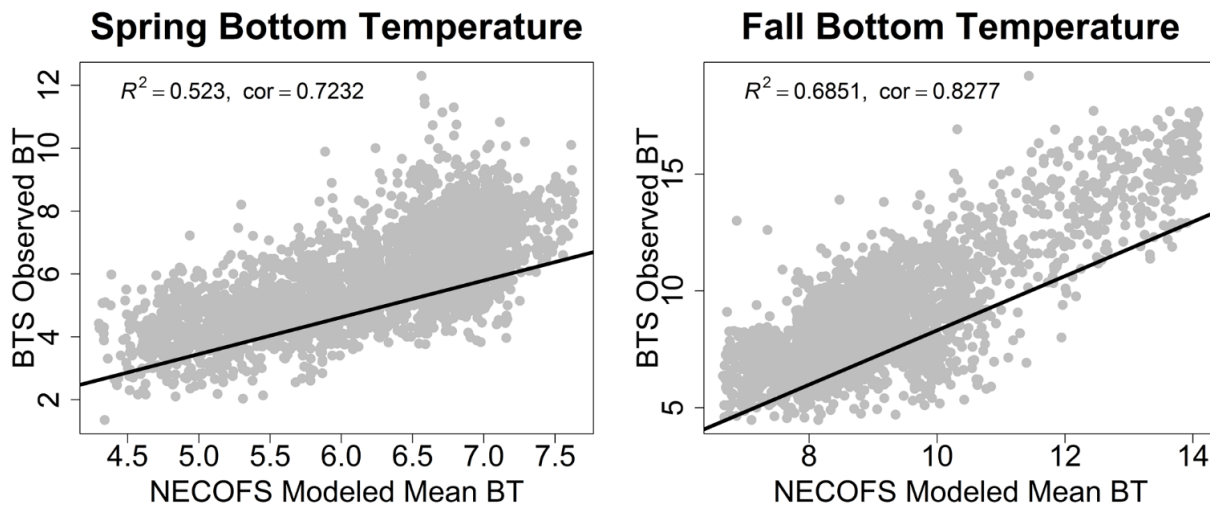 Spring Bottom Temperature
R² = 0.523, cor = 0.7232
BTS Observed BT
12
10
8
6
4
2
4.5 5.0 5.5 6.0 6.5 7.0 7.5
NECOFS Modeled Mean BT
Fall Bottom Temperature
R² = 0.6851, cor = 0.8277
BTS Observed BT
15
10
5
8 10 12 14
NECOFS Modeled Mean BT